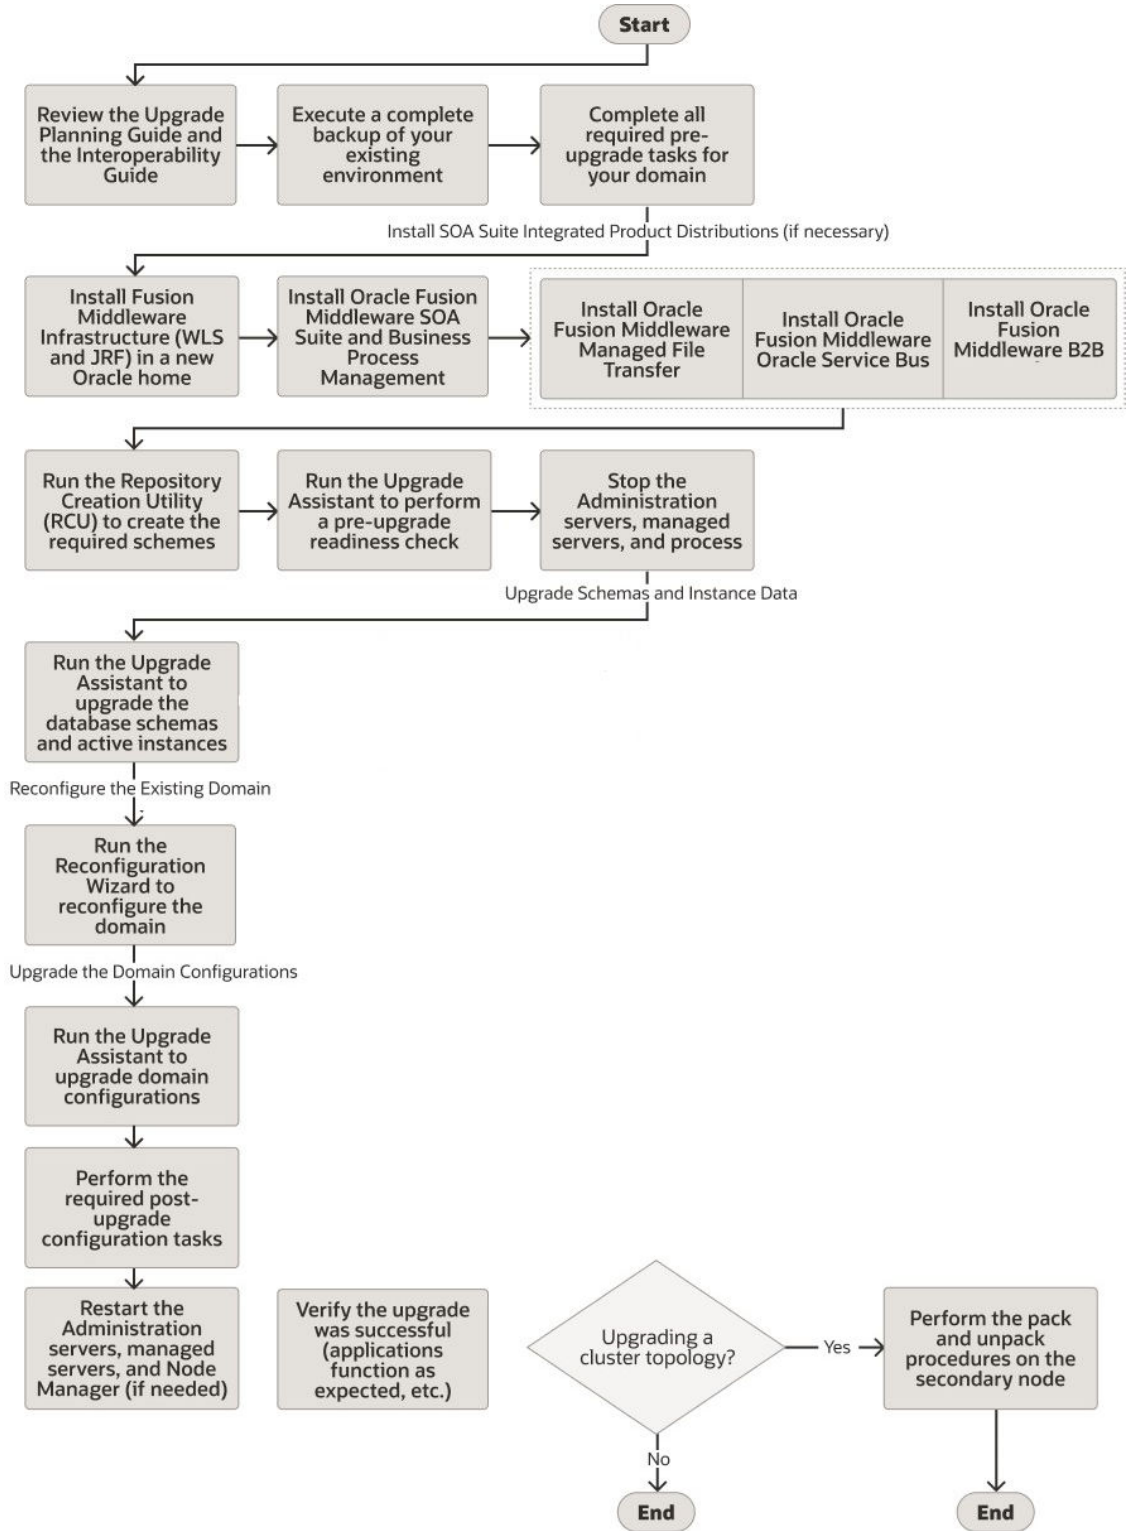 Start
Review the Upgrade
Planning Guide and
the Interoperability
Guide
Execute a complete
backup of your
existing
environment
Complete all
required pre-
upgrade tasks for
your domain
Install SOA Suite Integrated Product Distributions (if necessary)
Install Fusion
Middleware
Infrastructure (WLS
and JRF) in a new
Oracle home
Install Oracle Fusion
Middleware SOA
Suite and Business
Process
Management
Install Oracle
Fusion Middleware
Managed File
Transfer
Install Oracle
Fusion Middleware
Oracle Service Bus
Install Oracle
Fusion
Middleware B2B
Run the Repository
Creation Utility
(RCU) to create the
required schemes
Run the Upgrade
Assistant to perform
a pre-upgrade
readiness check
Stop the
Administration
servers, managed
servers, and process
Upgrade Schemas and Instance Data
Run the Upgrade
Assistant to
upgrade the
database schemas
and active instances
Reconfigure the Existing Domain
Run the
Reconfiguration
Wizard to
reconfigure the
domain
Upgrade the Domain Configurations
Run the Upgrade
Assistant to
upgrade domain
configurations
Perform the
required post-
upgrade
configuration tasks
Restart the
Administration
servers, managed
servers, and Node
Manager (if needed)
Verify the upgrade
was successful
(applications
function as
expected, etc.)
Upgrading a
cluster topology?
Yes
Perform the pack
and unpack
procedures on the
secondary node
No
End
End